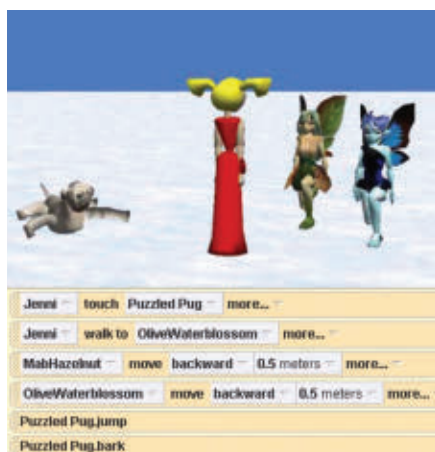 Jenni touch Puzzled Pug more...
Jenni walk to OliveWaterblossom more...
MabHazelnut move backward 0.5 meters more...
OliveWaterblossom move backward 0.5 meters more...
Puzzled Pug.jump
Puzzled Pug.bark